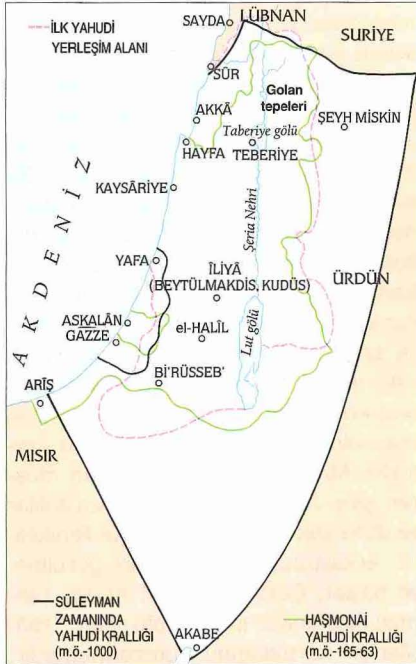 SAYDA
LÜBNAN
İLK YAHUDİ
YERLEŞİM ALANI
SURİYE
SÛR
Golan
tepeleri
AKKÂ
ŞEYH MİSKİN
Taberiye gölü
HAYFA
TEBERİYE
KAYSÂRİYE
Şeria Nehri
AKDENİZ
YAFA
ÎLİYÂ
(BEYTÜLMAKDİS, KUDÜS)
ÜRDÜN
ASKALÂN
GAZZE
el-HALÎL
Lut gölü
ARÎŞ
Bİ'RÜSSEB'
MISIR
SÜLEYMAN
ZAMANINDA
YAHUDİ KRALLIĞI
(m.ö.-1000)
AKABE
HAŞMONAİ
YAHUDİ KRALLIĞI
(m.ö.-165-63)